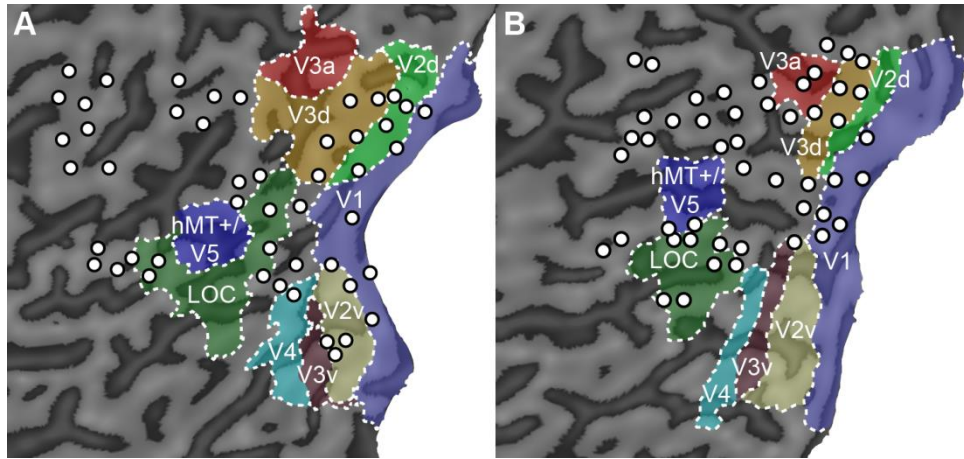 A
V3a
V3d
V2d
V1
hMT+/
V5
LOC
V2v
V4
V3v
B
V3a
V2d
V3d
hMT+/
V5
V1
LOC
V2v
V3v
V4